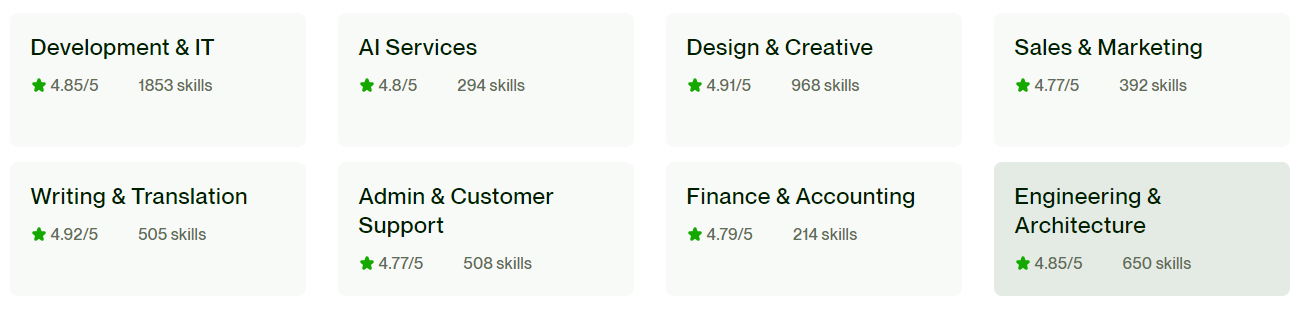 Development & IT
4.85/5 1853 skills
AI Services
4.8/5 294 skills
Design & Creative
4.91/5 968 skills
Sales & Marketing
4.77/5 392 skills
Writing & Translation
4.92/5 505 skills
Admin & Customer
Support
4.77/5 508 skills
Finance & Accounting
4.79/5 214 skills
Engineering &
Architecture
4.85/5 650 skills